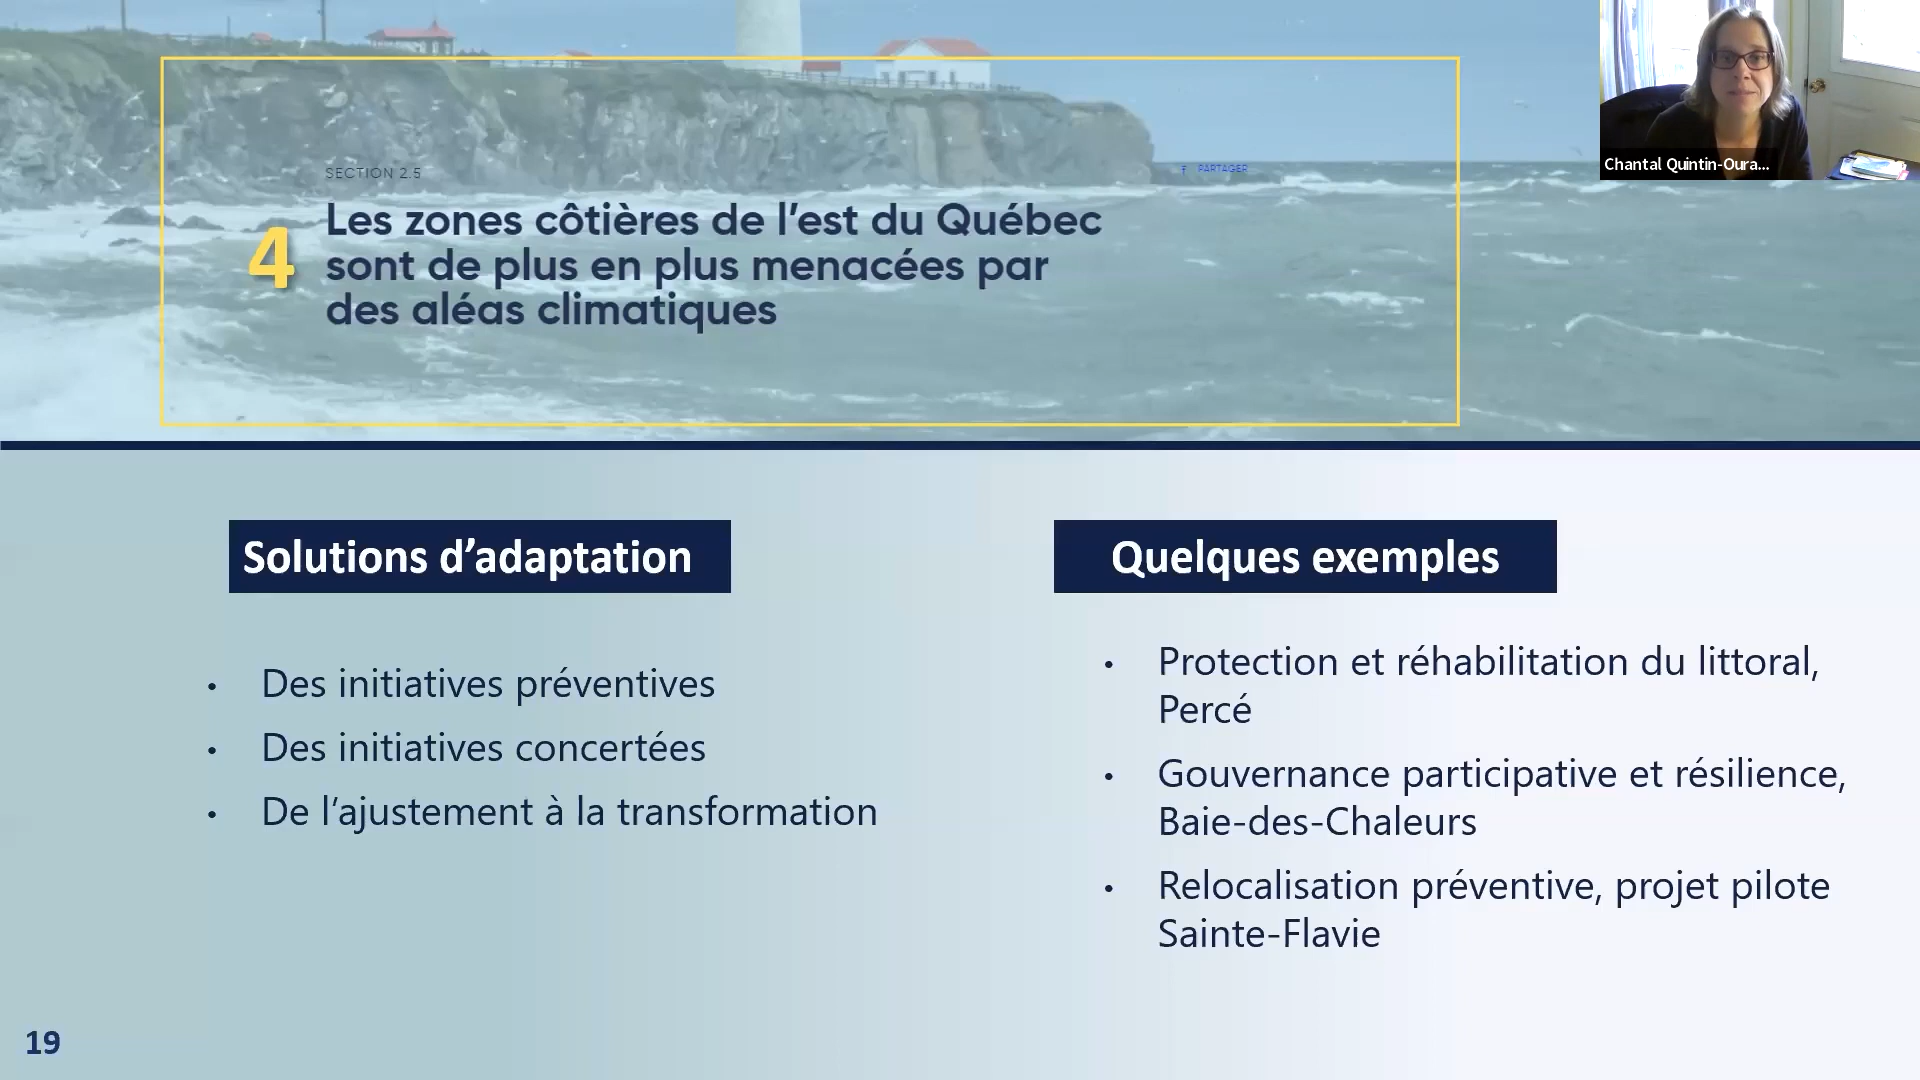 SECTION 2.5
PARTAGER
4
Les zones côtières de l’est du Québec
sont de plus en plus menacées par
des aléas climatiques
Chantal Quintin-Oura...
Solutions d’adaptation
• Des initiatives préventives
• Des initiatives concertées
• De l’ajustement à la transformation
Quelques exemples
• Protection et réhabilitation du littoral,
Percé
• Gouvernance participative et résilience,
Baie-des-Chaleurs
• Relocalisation préventive, projet pilote
Sainte-Flavie
19